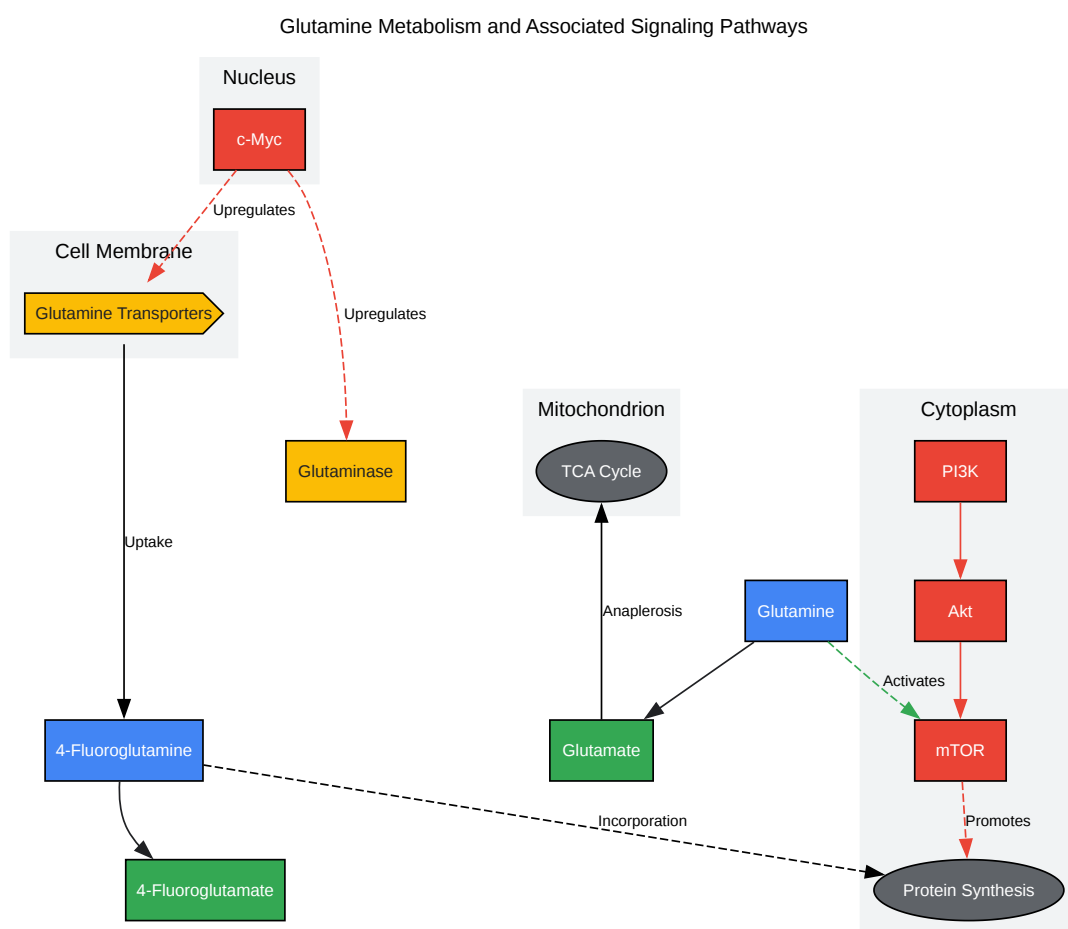 Glutamine Metabolism and Associated Signaling Pathways
Nucleus
c-Myc
Upregulates
Cell Membrane
Glutamine Transporters
Upregulates
Mitochondrion
Cytoplasm
Glutaminase
TCA Cycle
PI3K
Uptake
Anaplerosis
Glutamine
Akt
Activates
4-Fluoroglutamine
Glutamate
mTOR
Incorporation
Promotes
4-Fluoroglutamate
Protein Synthesis